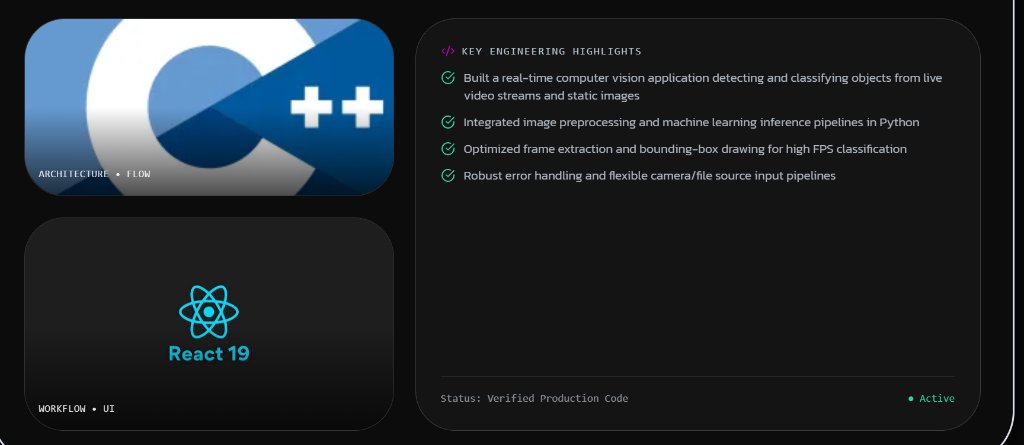 ++
ARCHITECTURE • FLOW
React 19
WORKFLOW • UI
</> KEY ENGINEERING HIGHLIGHTS
Built a real-time computer vision application detecting and classifying objects from live
video streams and static images
Integrated image preprocessing and machine learning inference pipelines in Python
Optimized frame extraction and bounding-box drawing for high FPS classification
Robust error handling and flexible camera/file source input pipelines
Status: Verified Production Code
• Active